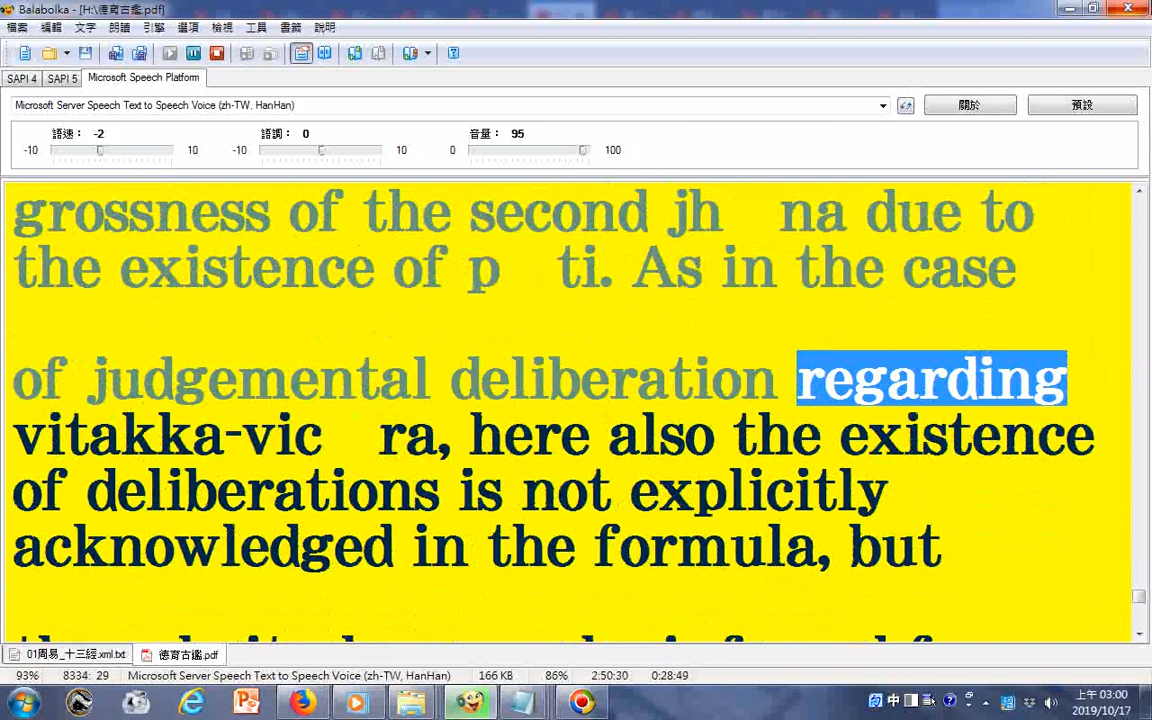 Balabolka - [H:\德育古鑑.pdf]
檔案 編輯 文字 朗讀 引擎 選項 檢視 工具 書籤 說明
SAPI 4 SAPI 5 Microsoft Speech Platform
Microsoft Server Speech Text to Speech Voice (zh-TW, HanHan) 關於 預設
語速： -2 語調： 0 音量： 95
-10 10 -10 10 0 100
grossness of the second jh na due to
the existence of p ti. As in the case
of judgemental deliberation regarding
vitakka-vic ra, here also the existence
of deliberations is not explicitly
acknowledged in the formula, but
01周易_十三經.xml.txt 德育古鑑.pdf
93% 8334: 29 Microsoft Server Speech Text to Speech Voice (zh-TW, HanHan) 166 KB 86% 2:50:30 0:28:49
中 上午 03:00
2019/10/17